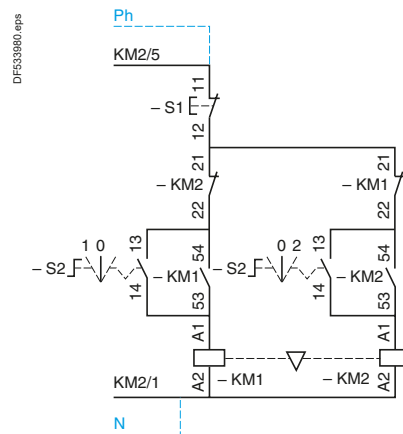 DF533980.eps
Ph
KM2/5
11
– S1
12
21
21
– KM2
– KM1
22
22
1 0
13
54
0 2
13
54
– S2
– KM1
– S2
– KM2
14
53
14
53
A1
A1
A2
– KM1
– KM2
A2
KM2/1
N